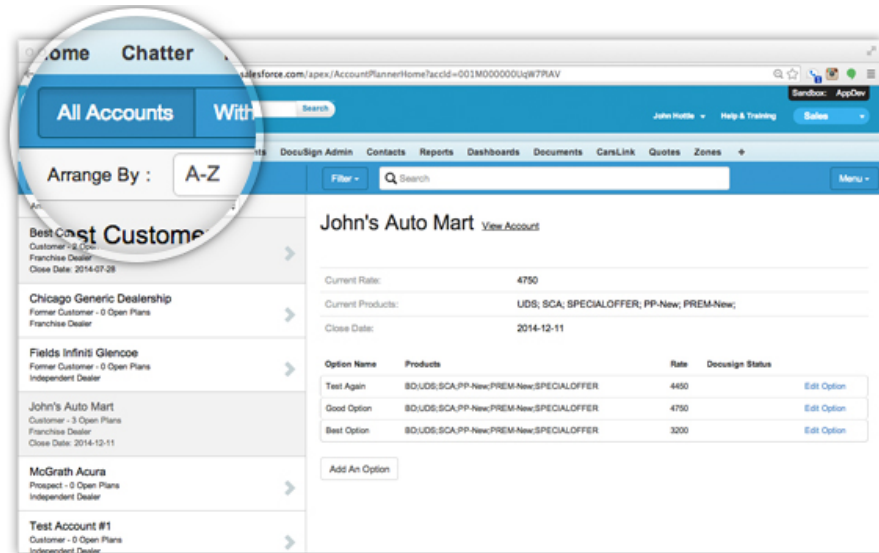 Home Chatter
salesforce.com/apex/AccountPlannerHome?accId=001M000000UqW7PIAV
Sandbox: AppDev
All Accounts With
Search
John Hottle Help & Training Sales
DocuSign Admin Contacts Reports Dashboards Documents CarsLink Quotes Zones +
Arrange By : A-Z
Filter Search Menu
st Customer
Customer - 2 Op
Franchise Dealer
Close Date: 2014-07-28
Chicago Generic Dealership
Former Customer - 0 Open Plans
Franchise Dealer
Fields Infiniti Glencoe
Former Customer - 0 Open Plans
Independent Dealer
John's Auto Mart
Customer - 3 Open Plans
Franchise Dealer
Close Date: 2014-12-11
McGrath Acura
Prospect - 0 Open Plans
Independent Dealer
Test Account #1
Customer - 0 Open Plans
Independent Dealer
John's Auto Mart View Account
Current Rate: 4750
Current Products: UDS; SCA; SPECIALOFFER; PP-New; PREM-New;
Close Date: 2014-12-11
Option Name Products Rate Docusign Status
Test Again BD;UDS;SCA;PP-New;PREM-New;SPECIALOFFER 4450 Edit Option
Good Option BD;UDS;SCA;PP-New;PREM-New;SPECIALOFFER 4750 Edit Option
Best Option BD;UDS;SCA;PP-New;PREM-New;SPECIALOFFER 3200 Edit Option
Add An Option